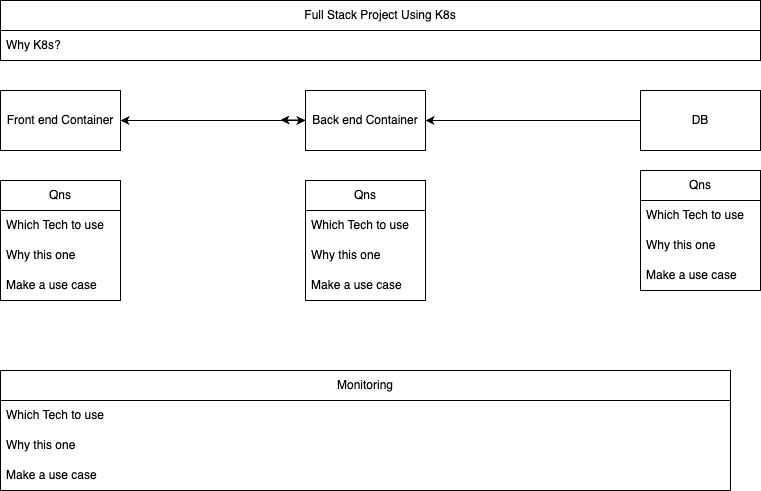 Full Stack Project Using K8s
Why K8s?
Front end Container
Back end Container
DB
Qns
Which Tech to use
Why this one
Make a use case
Qns
Which Tech to use
Why this one
Make a use case
Qns
Which Tech to use
Why this one
Make a use case
Monitoring
Which Tech to use
Why this one
Make a use case